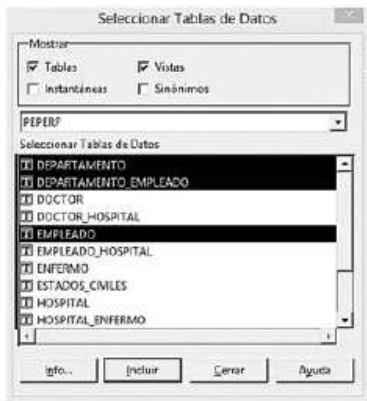 Seleccionar Tablas de Datos
Mostrar
Tablas
Vistas
Instantáneas
Sinónimos
PEPERF
Seleccionar Tablas de Datos
DEPARTAMENTO
DEPARTAMENTO_EMPLEADO
DOCTOR
DOCTOR_HOSPITAL
EMPLEADO
EMPLEADO_HOSPITAL
ENFERMO
ESTADOS_CIVILES
HOSPITAL
HOSPITAL_ENFERMO
Info...
Incluir
Cerrar
Ayuda